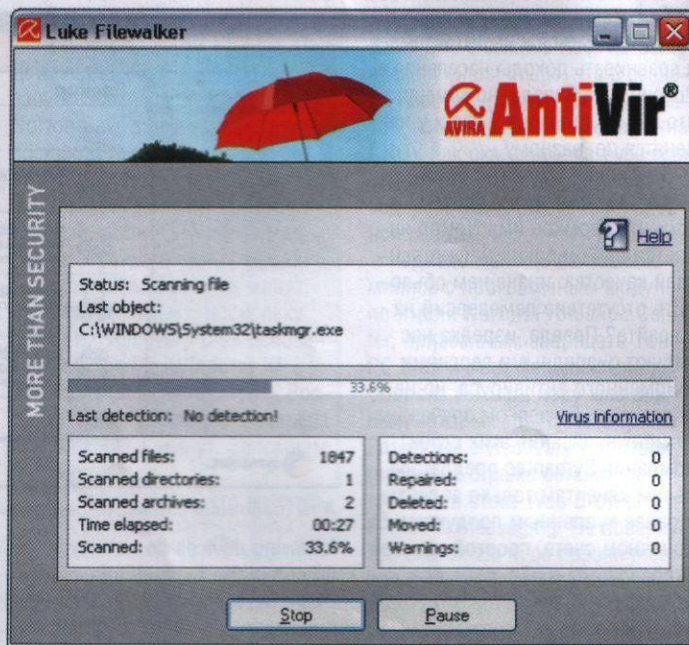 Luke Filewalker
AVIRA AntiVir®
MORE THAN SECURITY
Help
Status: Scanning file
Last object:
C:\WINDOWS\System32\taskmgr.exe
33.6%
Last detection: No detection!
Virus information
Scanned files: 1847
Scanned directories: 1
Scanned archives: 2
Time elapsed: 00:27
Scanned: 33.6%
Detections: 0
Repaired: 0
Deleted: 0
Moved: 0
Warnings: 0
Stop
Pause